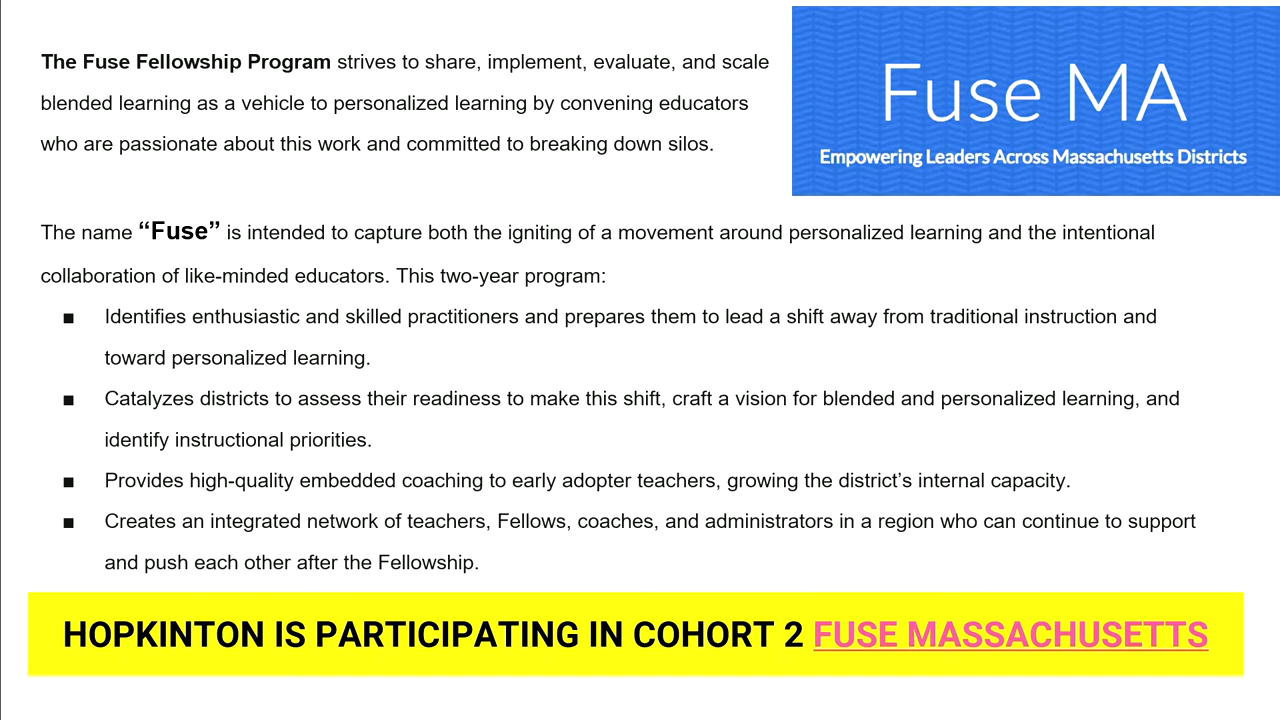 The Fuse Fellowship Program strives to share, implement, evaluate, and scale
blended learning as a vehicle to personalized learning by convening educators
who are passionate about this work and committed to breaking down silos.
Fuse MA
Empowering Leaders Across Massachusetts Districts
The name “Fuse” is intended to capture both the igniting of a movement around personalized learning and the intentional
collaboration of like-minded educators. This two-year program:
■ Identifies enthusiastic and skilled practitioners and prepares them to lead a shift away from traditional instruction and
toward personalized learning.
■ Catalyzes districts to assess their readiness to make this shift, craft a vision for blended and personalized learning, and
identify instructional priorities.
■ Provides high-quality embedded coaching to early adopter teachers, growing the district’s internal capacity.
■ Creates an integrated network of teachers, Fellows, coaches, and administrators in a region who can continue to support
and push each other after the Fellowship.
HOPKINTON IS PARTICIPATING IN COHORT 2 FUSE MASSACHUSETTS